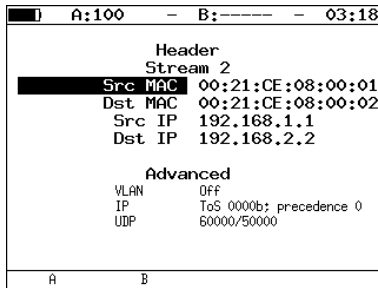 A:100 – B:----- – 03:18
Header
Stream 2
Src MAC 00:21:CE:08:00:01
Dst MAC 00:21:CE:08:00:02
Src IP 192.168.1.1
Dst IP 192.168.2.2
Advanced
VLAN Off
IP ToS 0000b; precedence 0
UDP 60000/50000
A B